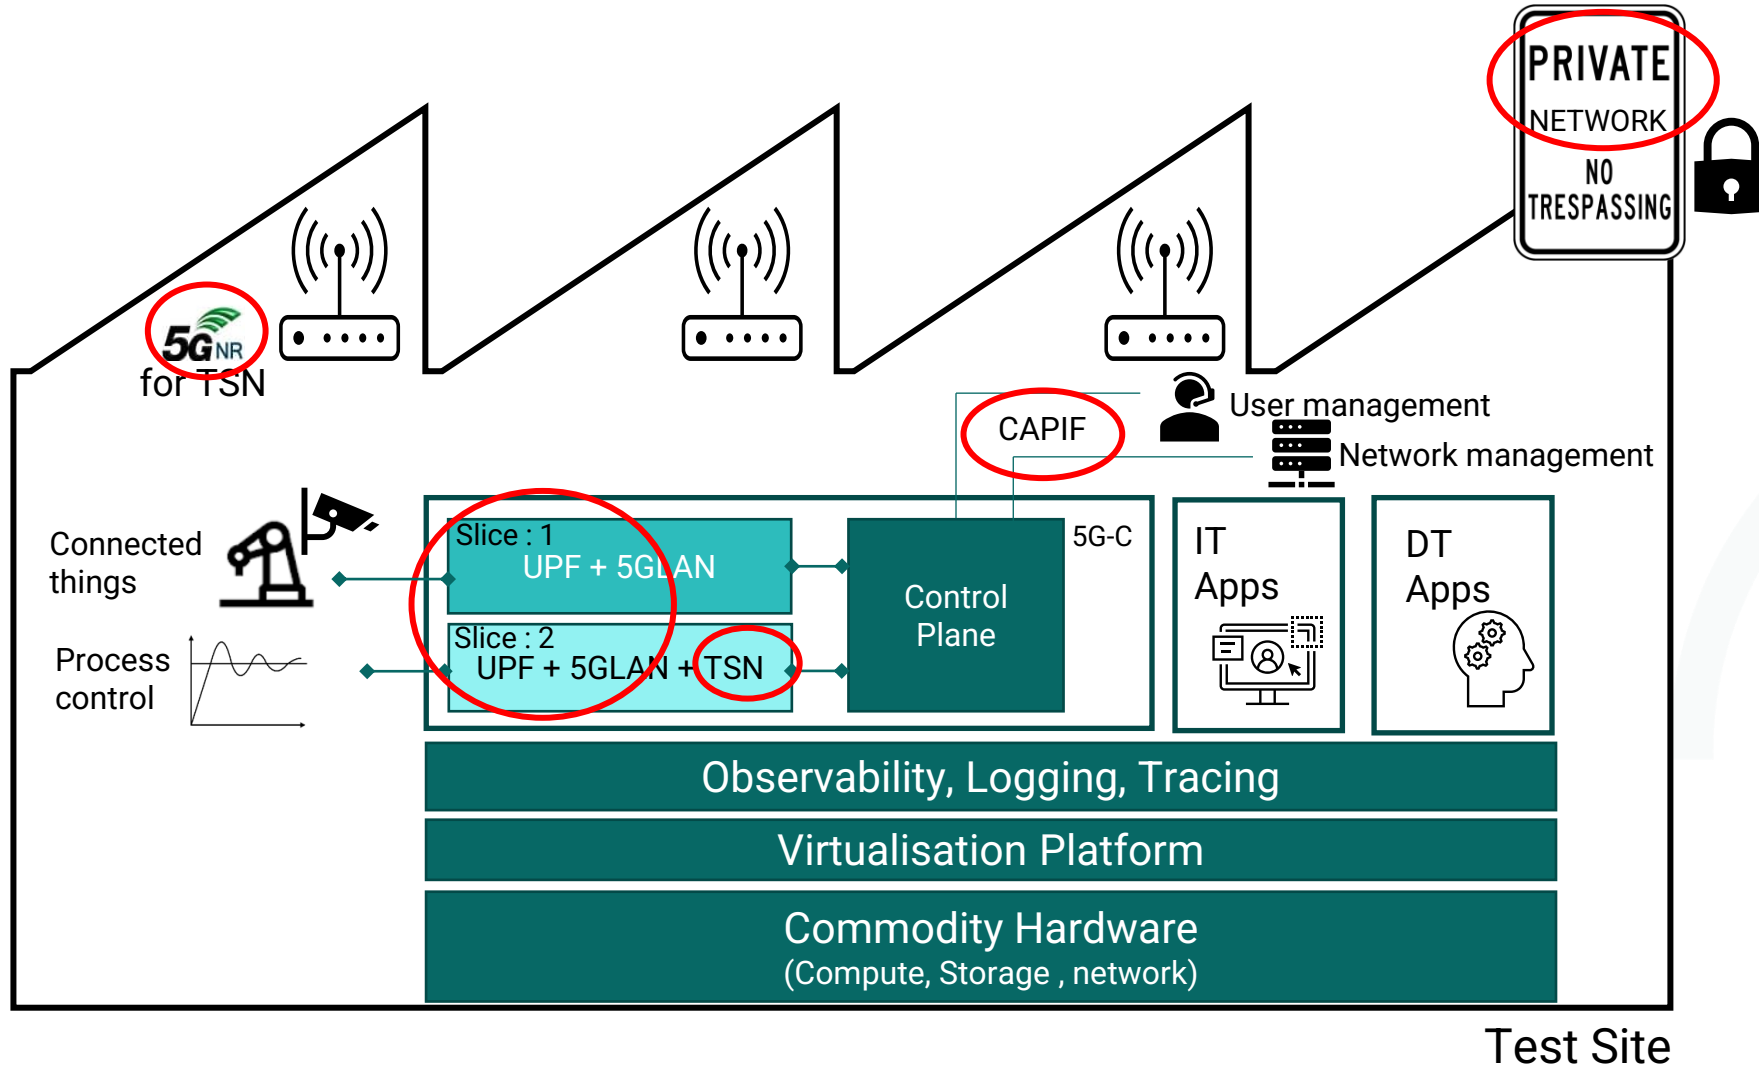 PRIVATE
NETWORK
NO
TRESPASSING
5G NR
for TSN
CAPIF
User management
Network management
Connected
things
Slice : 1
UPF + 5GLAN
5G-C
Control
Plane
IT
Apps
DT
Apps
Process
control
Slice : 2
UPF + 5GLAN + TSN
Observability, Logging, Tracing
Virtualisation Platform
Commodity Hardware
(Compute, Storage , network)
Test Site